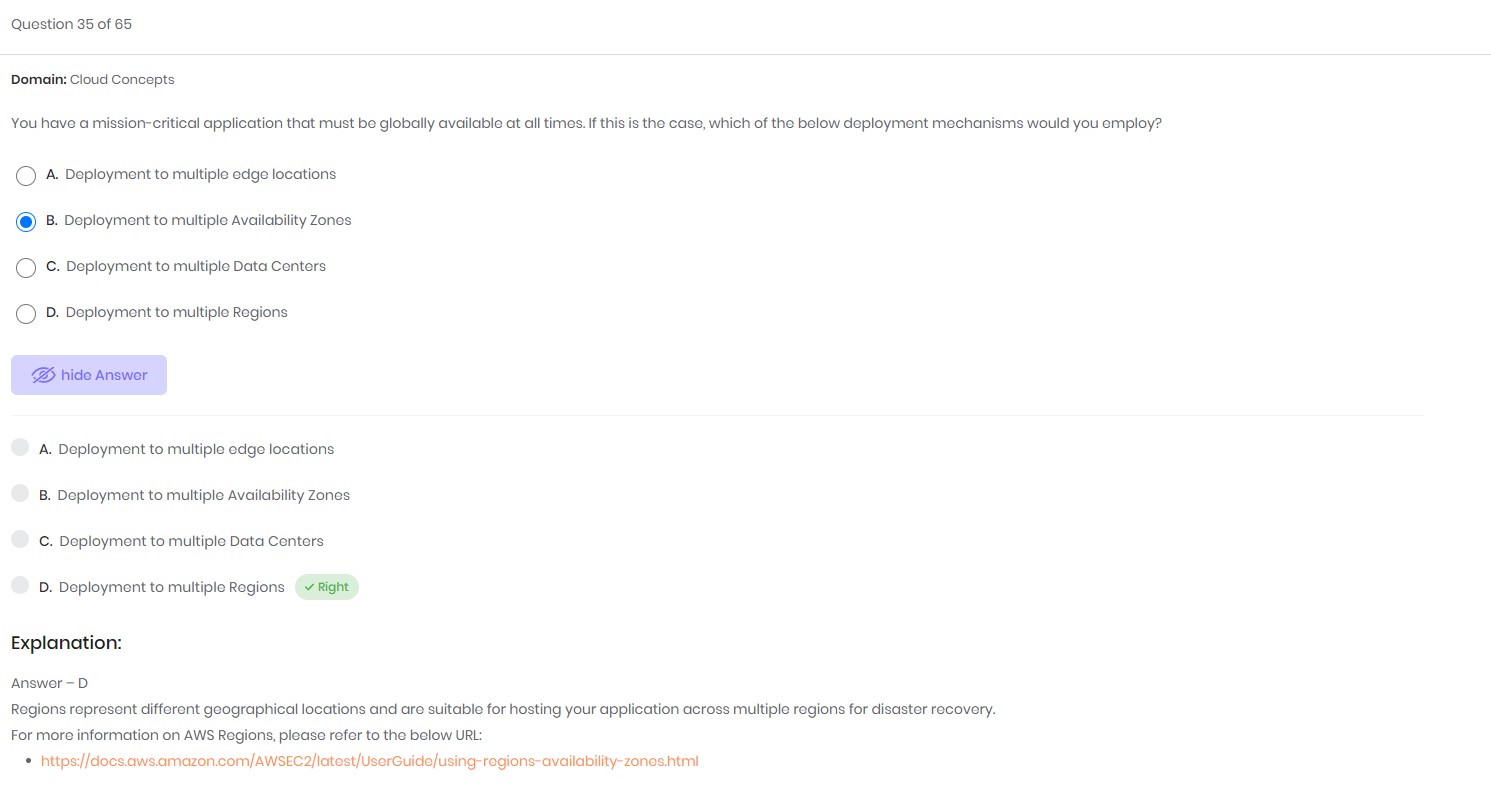 Question 35 of 65
Domain: Cloud Concepts
You have a mission-critical application that must be globally available at all times. If this is the case, which of the below deployment mechanisms would you employ?
A. Deployment to multiple edge locations
B. Deployment to multiple Availability Zones
C. Deployment to multiple Data Centers
D. Deployment to multiple Regions
hide Answer
A. Deployment to multiple edge locations
B. Deployment to multiple Availability Zones
C. Deployment to multiple Data Centers
D. Deployment to multiple Regions ✓ Right
Explanation:
Answer – D
Regions represent different geographical locations and are suitable for hosting your application across multiple regions for disaster recovery.
For more information on AWS Regions, please refer to the below URL:
• https://docs.aws.amazon.com/AWSEC2/latest/UserGuide/using-regions-availability-zones.html